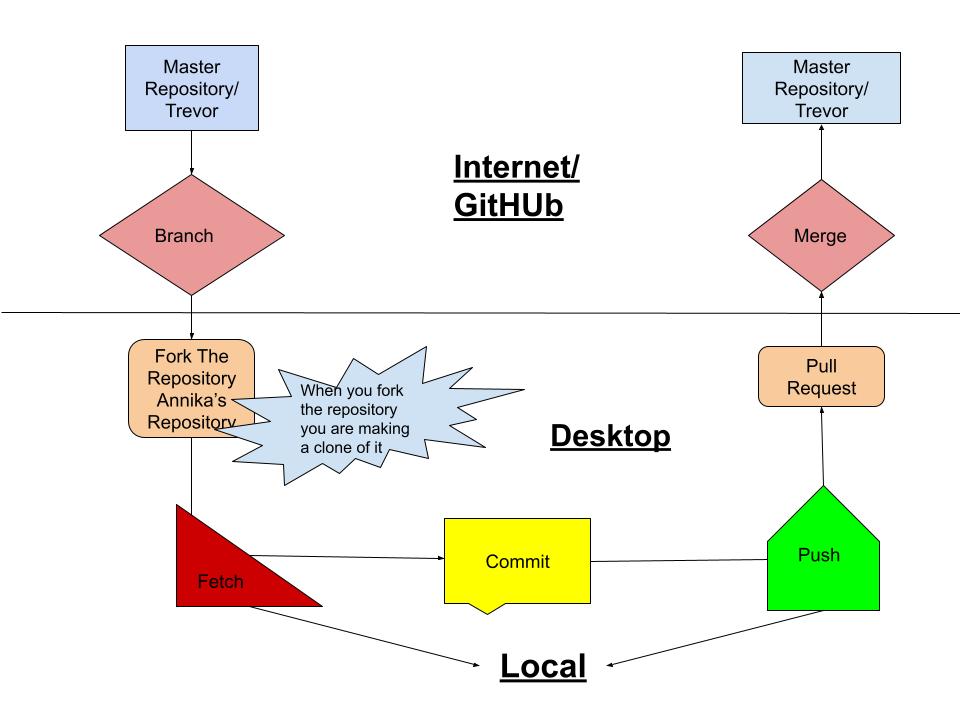 Master
Repository/
Trevor
Master
Repository/
Trevor
Internet/
GitHUb
Branch
Merge
Fork The
Repository
Annika's
Repository
When you fork
the repository
you are making
a clone of it
Pull
Request
Desktop
Fetch
Commit
Push
Local